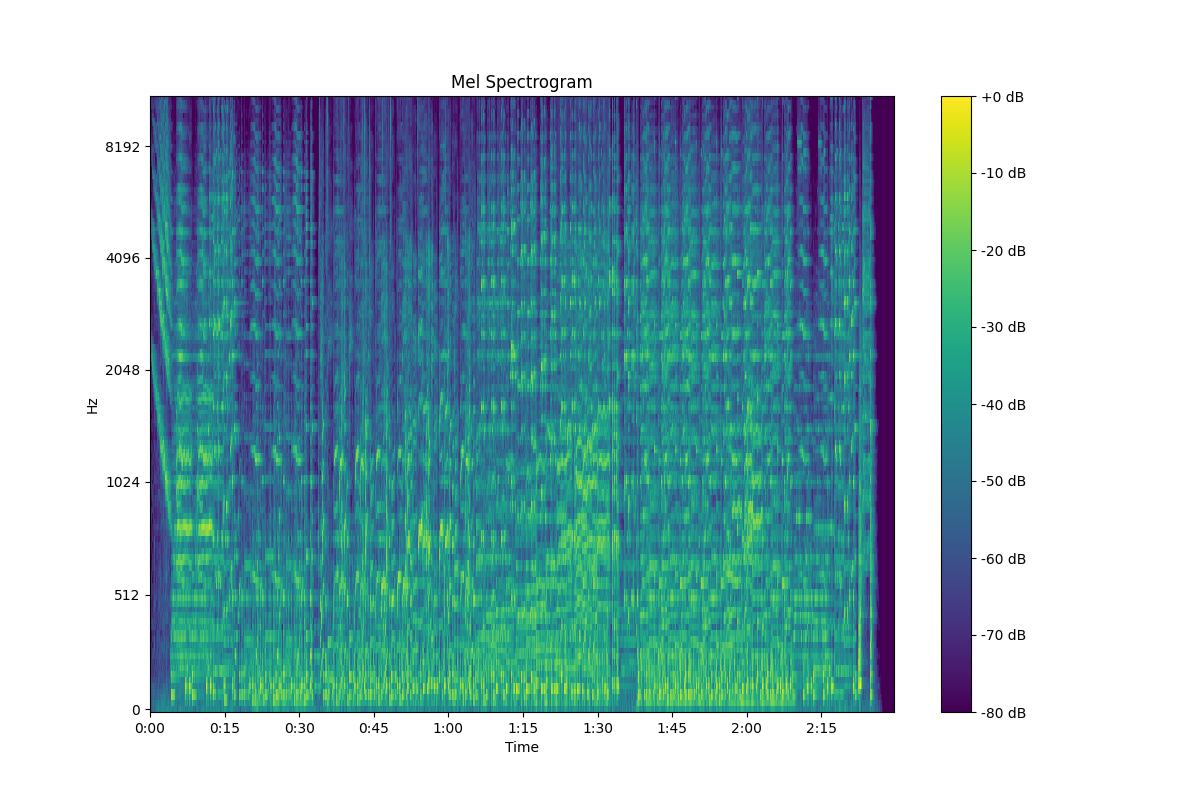 Mel Spectrogram
Hz
8192
4096
2048
1024
512
0
0:00 0:15 0:30 0:45 1:00 1:15 1:30 1:45 2:00 2:15
Time
+0 dB
-10 dB
-20 dB
-30 dB
-40 dB
-50 dB
-60 dB
-70 dB
-80 dB